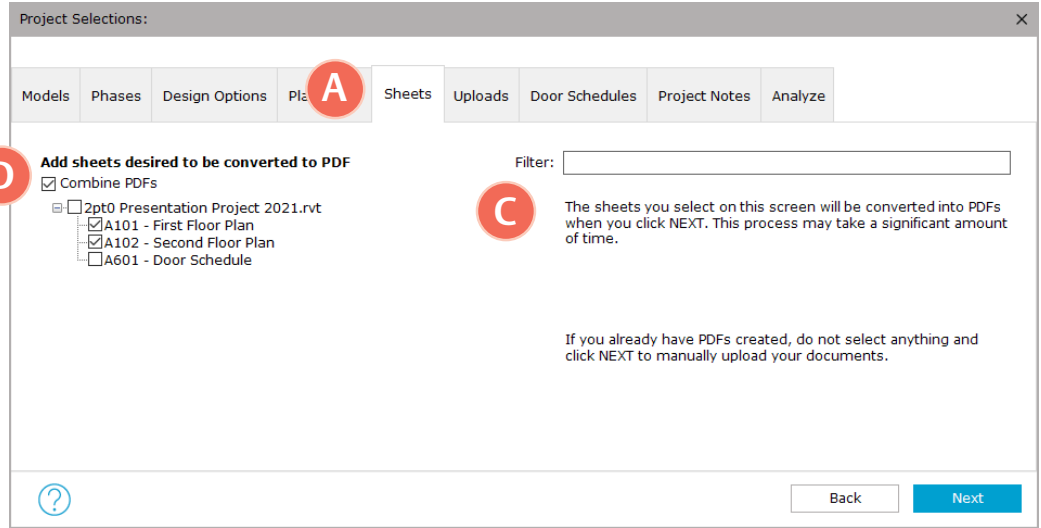 Project Selections:
Models Phases Design Options Pla A Sheets Uploads Door Schedules Project Notes Analyze
Add sheets desired to be converted to PDF
Filter:
Combine PDFs
2pt0 Presentation Project 2021.rvt
A101 - First Floor Plan
A102 - Second Floor Plan
A601 - Door Schedule
C
The sheets you select on this screen will be converted into PDFs
when you click NEXT. This process may take a significant amount
of time.
If you already have PDFs created, do not select anything and
click NEXT to manually upload your documents.
?
Back
Next